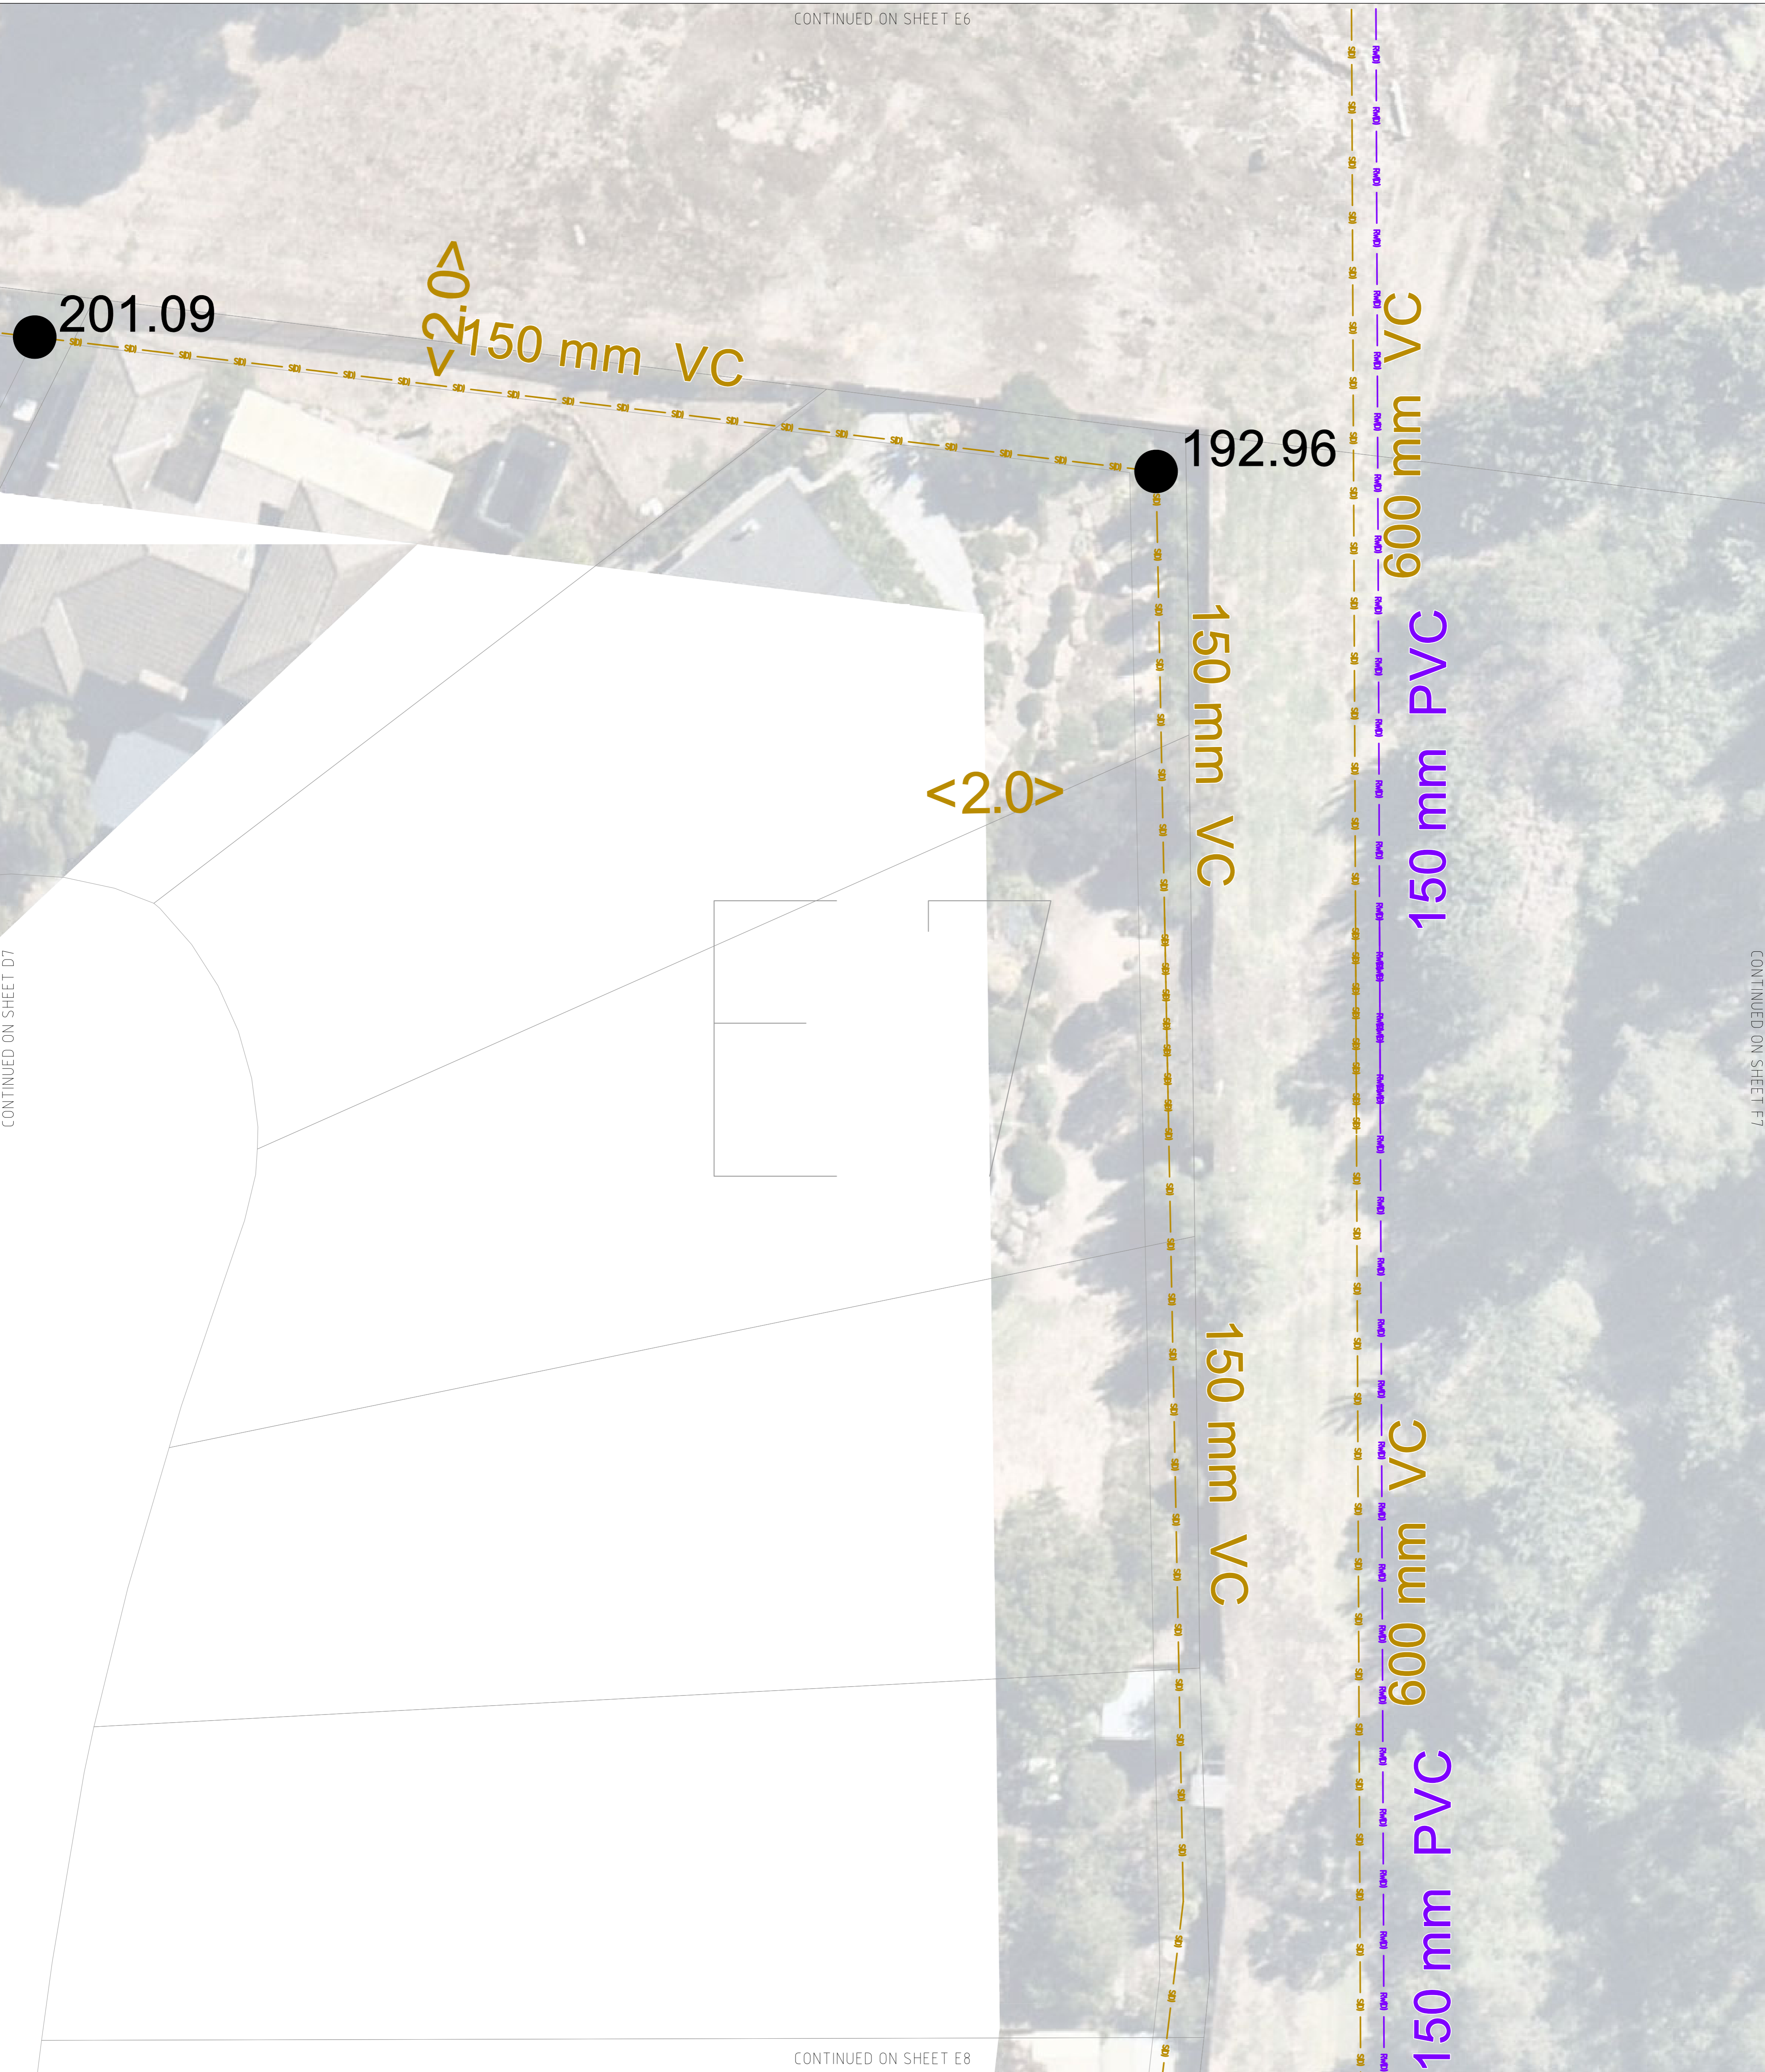 CONTINUED ON SHEET E6
201.09
<2.0>
150 mm VC
192.96
600 mm VC
150 mm VC
150 mm PVC
<2.0>
E7
CONTINUED ON SHEET D7
CONTINUED ON SHEET F7
150 mm VC
600 mm VC
150 mm PVC
CONTINUED ON SHEET E8